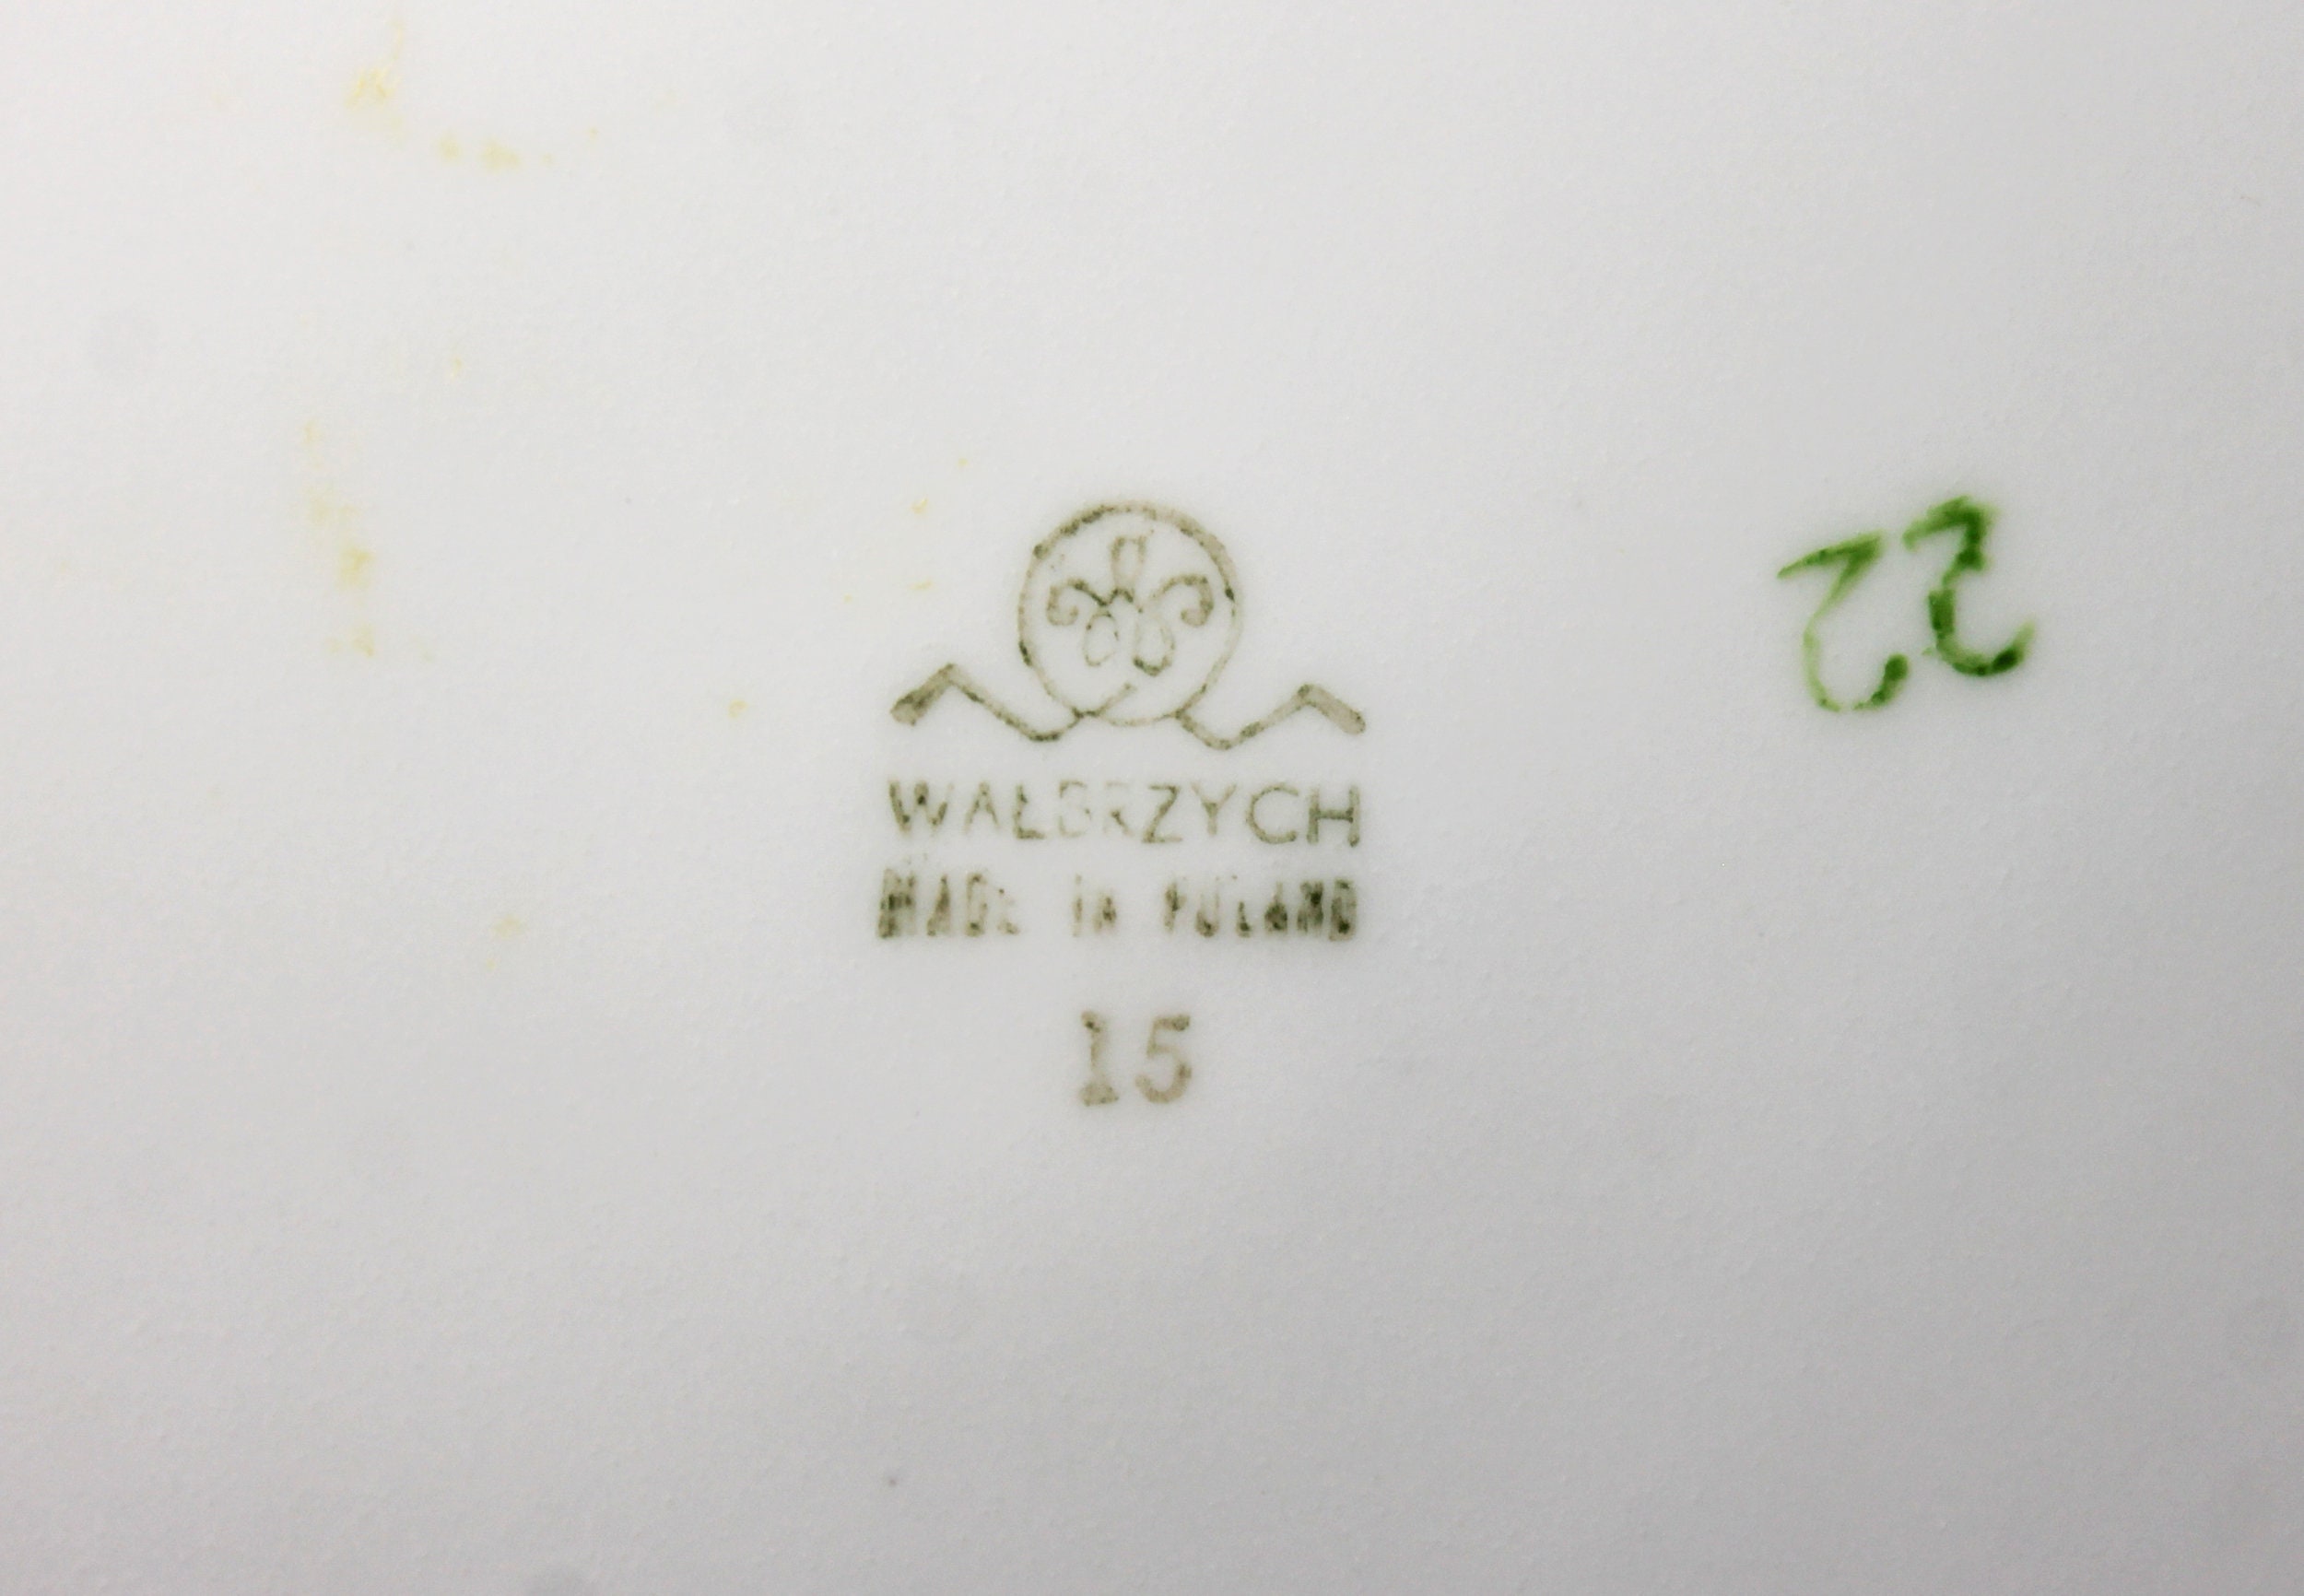 WAŁBRZYCH
MADE IN POLAND
15
22